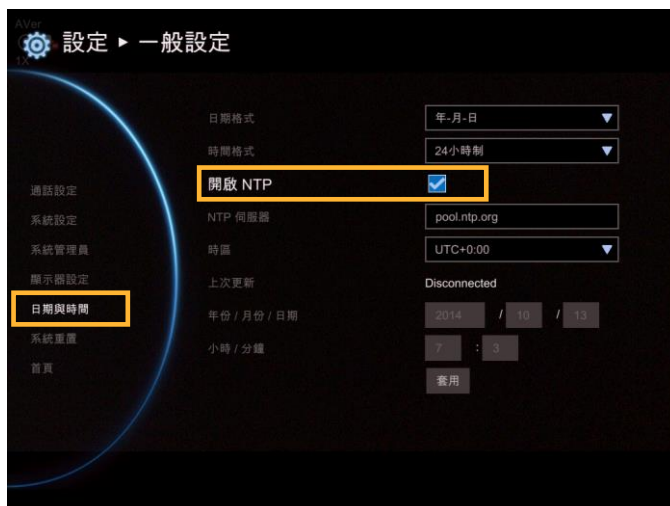 AVer
設定 ▸ 一般設定
1X
日期格式 年-月-日
時間格式 24小時制
開啟 NTP
NTP 伺服器 pool.ntp.org
時區 UTC+0:00
上次更新 Disconnected
年份 / 月份 / 日期 2014 / 10 / 13
小時 / 分鐘 7 : 3
套用
通話設定
系統設定
系統管理員
顯示器設定
日期與時間
系統重置
首頁